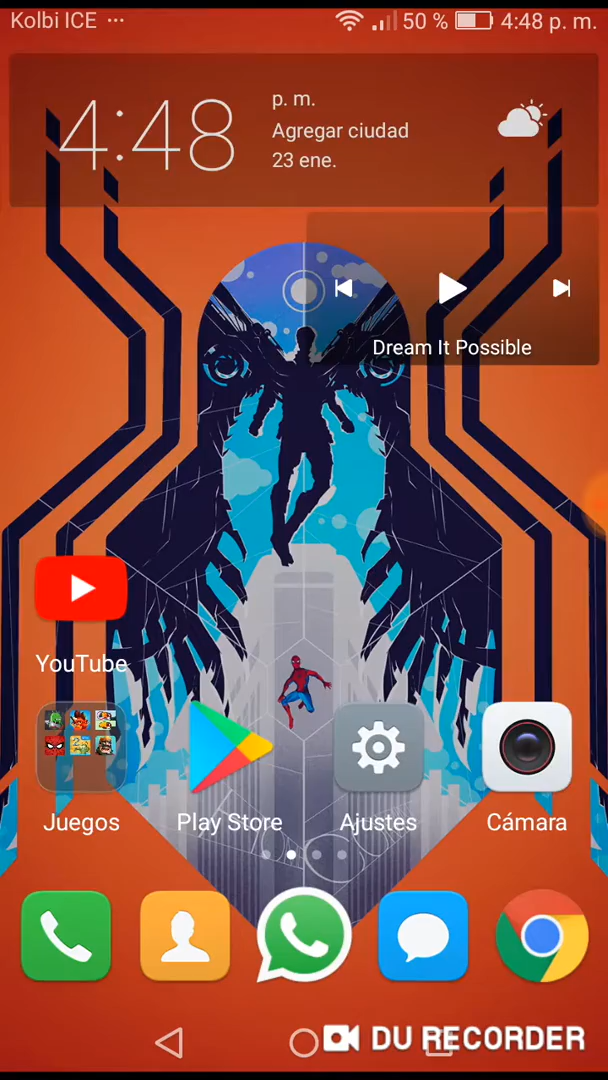 Kolbi ICE ...
50 %
4:48 p. m.
4:48
p. m.
Agregar ciudad
23 ene.
Dream It Possible
YouTube
Juegos
Play Store
Ajustes
Cámara
DU RECORDER